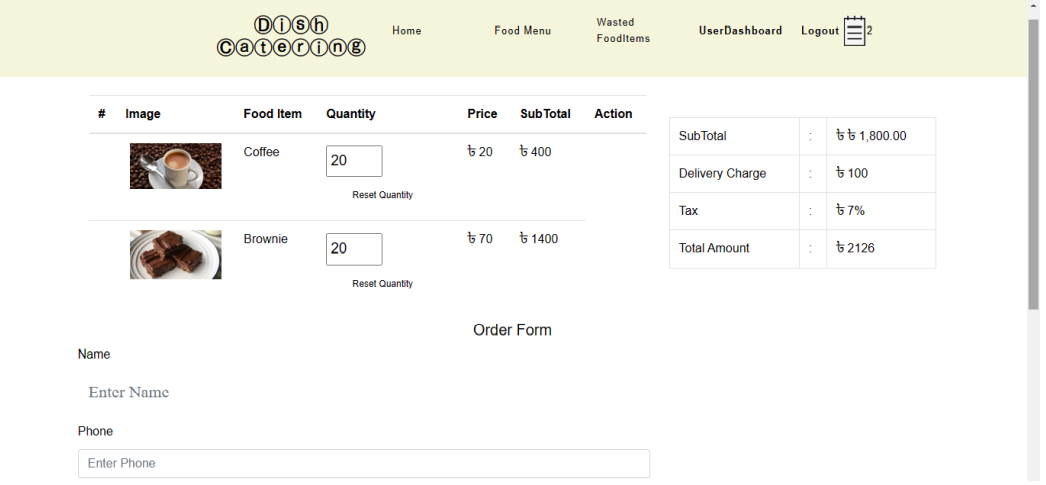 Dish
Catering
Home
Food Menu
Wasted
FoodItems
UserDashboard
Logout
2
# Image Food Item Quantity Price SubTotal Action
Coffee 20 ৳ 20 ৳ 400
Reset Quantity
Brownie 20 ৳ 70 ৳ 1400
Reset Quantity
SubTotal : ৳ ৳ 1,800.00
Delivery Charge : ৳ 100
Tax : ৳ 7%
Total Amount : ৳ 2126
Order Form
Name
Enter Name
Phone
Enter Phone